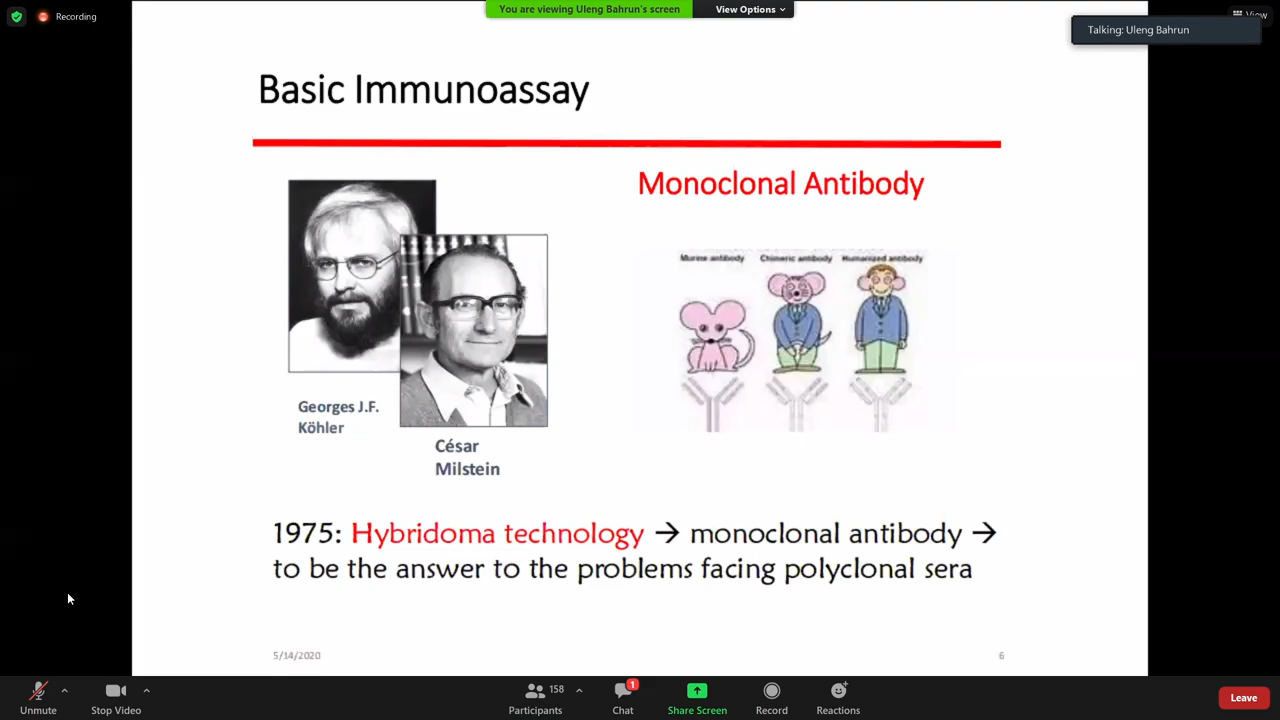 You are viewing Uleng Bahrun's screen
View Options
Recording
View
Talking: Uleng Bahrun
Basic Immunoassay
Monoclonal Antibody
Murine antibody
Chimeric antibody
Humanized antibody
Georges J.F.
Köhler
César
Milstein
1975: Hybridoma technology → monoclonal antibody →
to be the answer to the problems facing polyclonal sera
5/14/2020
6
Unmute
Stop Video
158
Participants
1
Chat
Share Screen
Record
Reactions
Leave